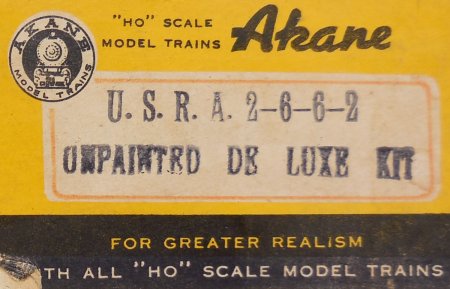 AKANE
MODEL TRAINS
"HO" SCALE
MODEL TRAINS
Akane
U.S.R.A. 2-6-6-2
UNPAINTED DE LUXE KIT
FOR GREATER REALISM
TH ALL "HO" SCALE MODEL TRAINS